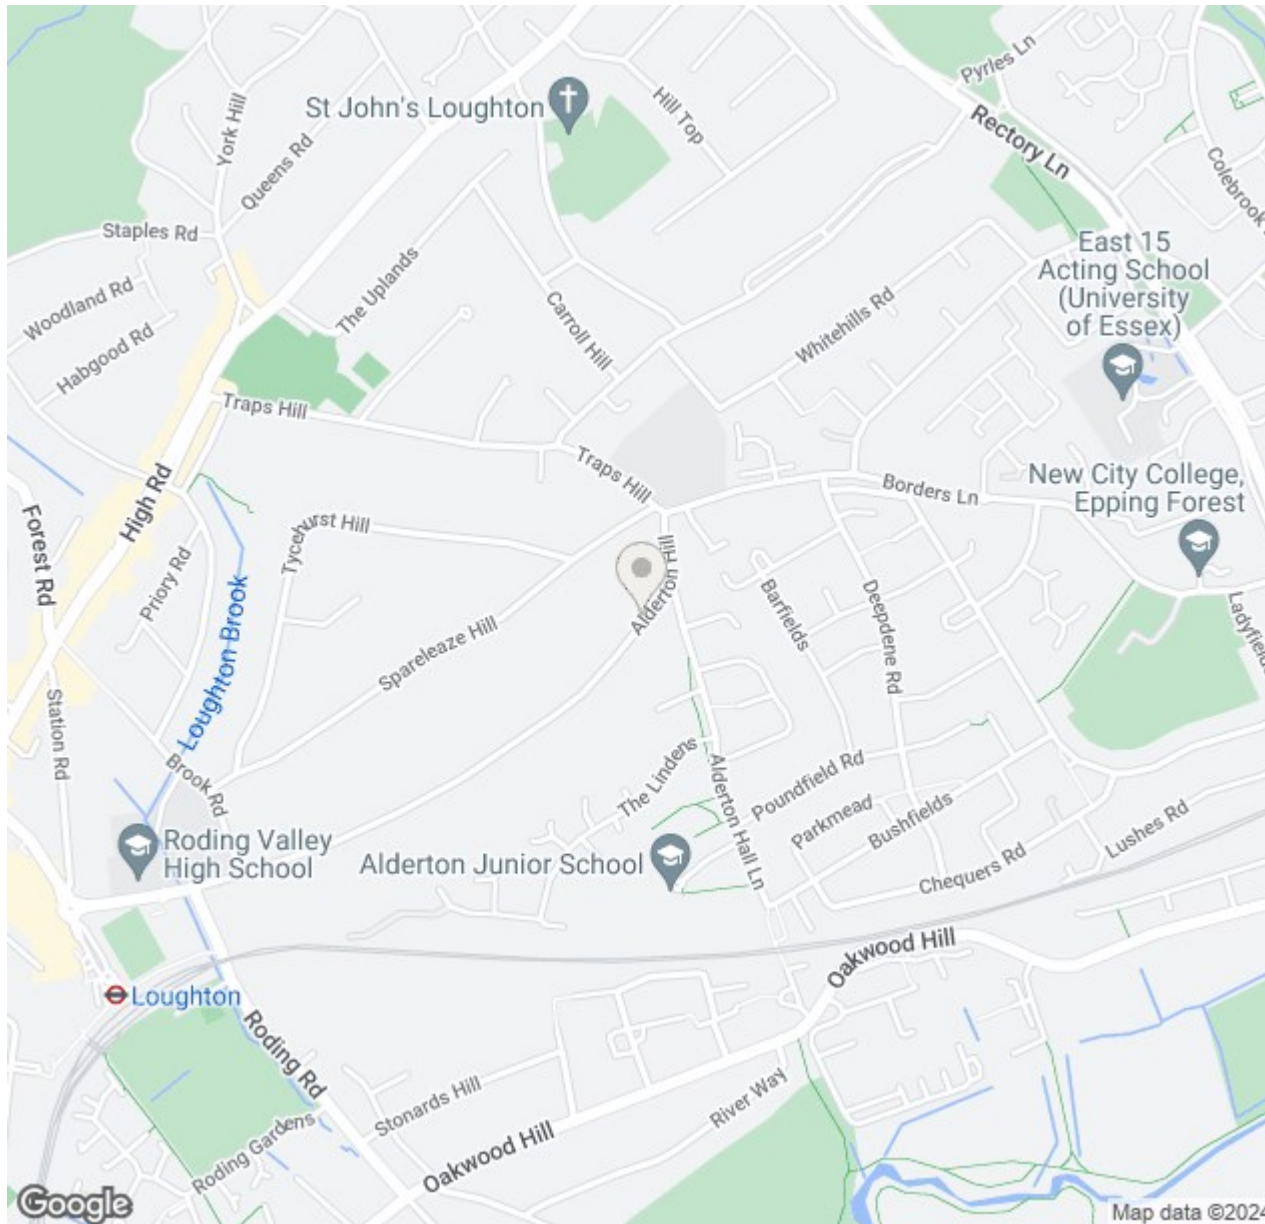 Pyrles Ln
St John's Loughton
Hill Top
York Hill
Queens Rd
Rectory Ln
Colebrook
Staples Rd
East 15
Acting School
(University
of Essex)
The Uplands
Woodland Rd
Carroll Hill
Whitehills Rd
Habgood Rd
Traps Hill
Traps Hill
High Rd
Borders Ln
New City College,
Epping Forest
Forest Rd
Tycehurst Hill
Alderton Hill
Priory Rd
Barfields
Deepdene Rd
Ladyfield
Loughton Brook
Spareleaze Hill
Station Rd
Brook Rd
The Lindens
Alderton Hall Ln
Poundfield Rd
Parkmead
Bushfields
Lushes Rd
Roding Valley
High School
Alderton Junior School
Chequers Rd
Oakwood Hill
Loughton
Roding Rd
Stonards Hill
River Way
Roding Gardens
Oakwood Hill
Google
Map data ©2024